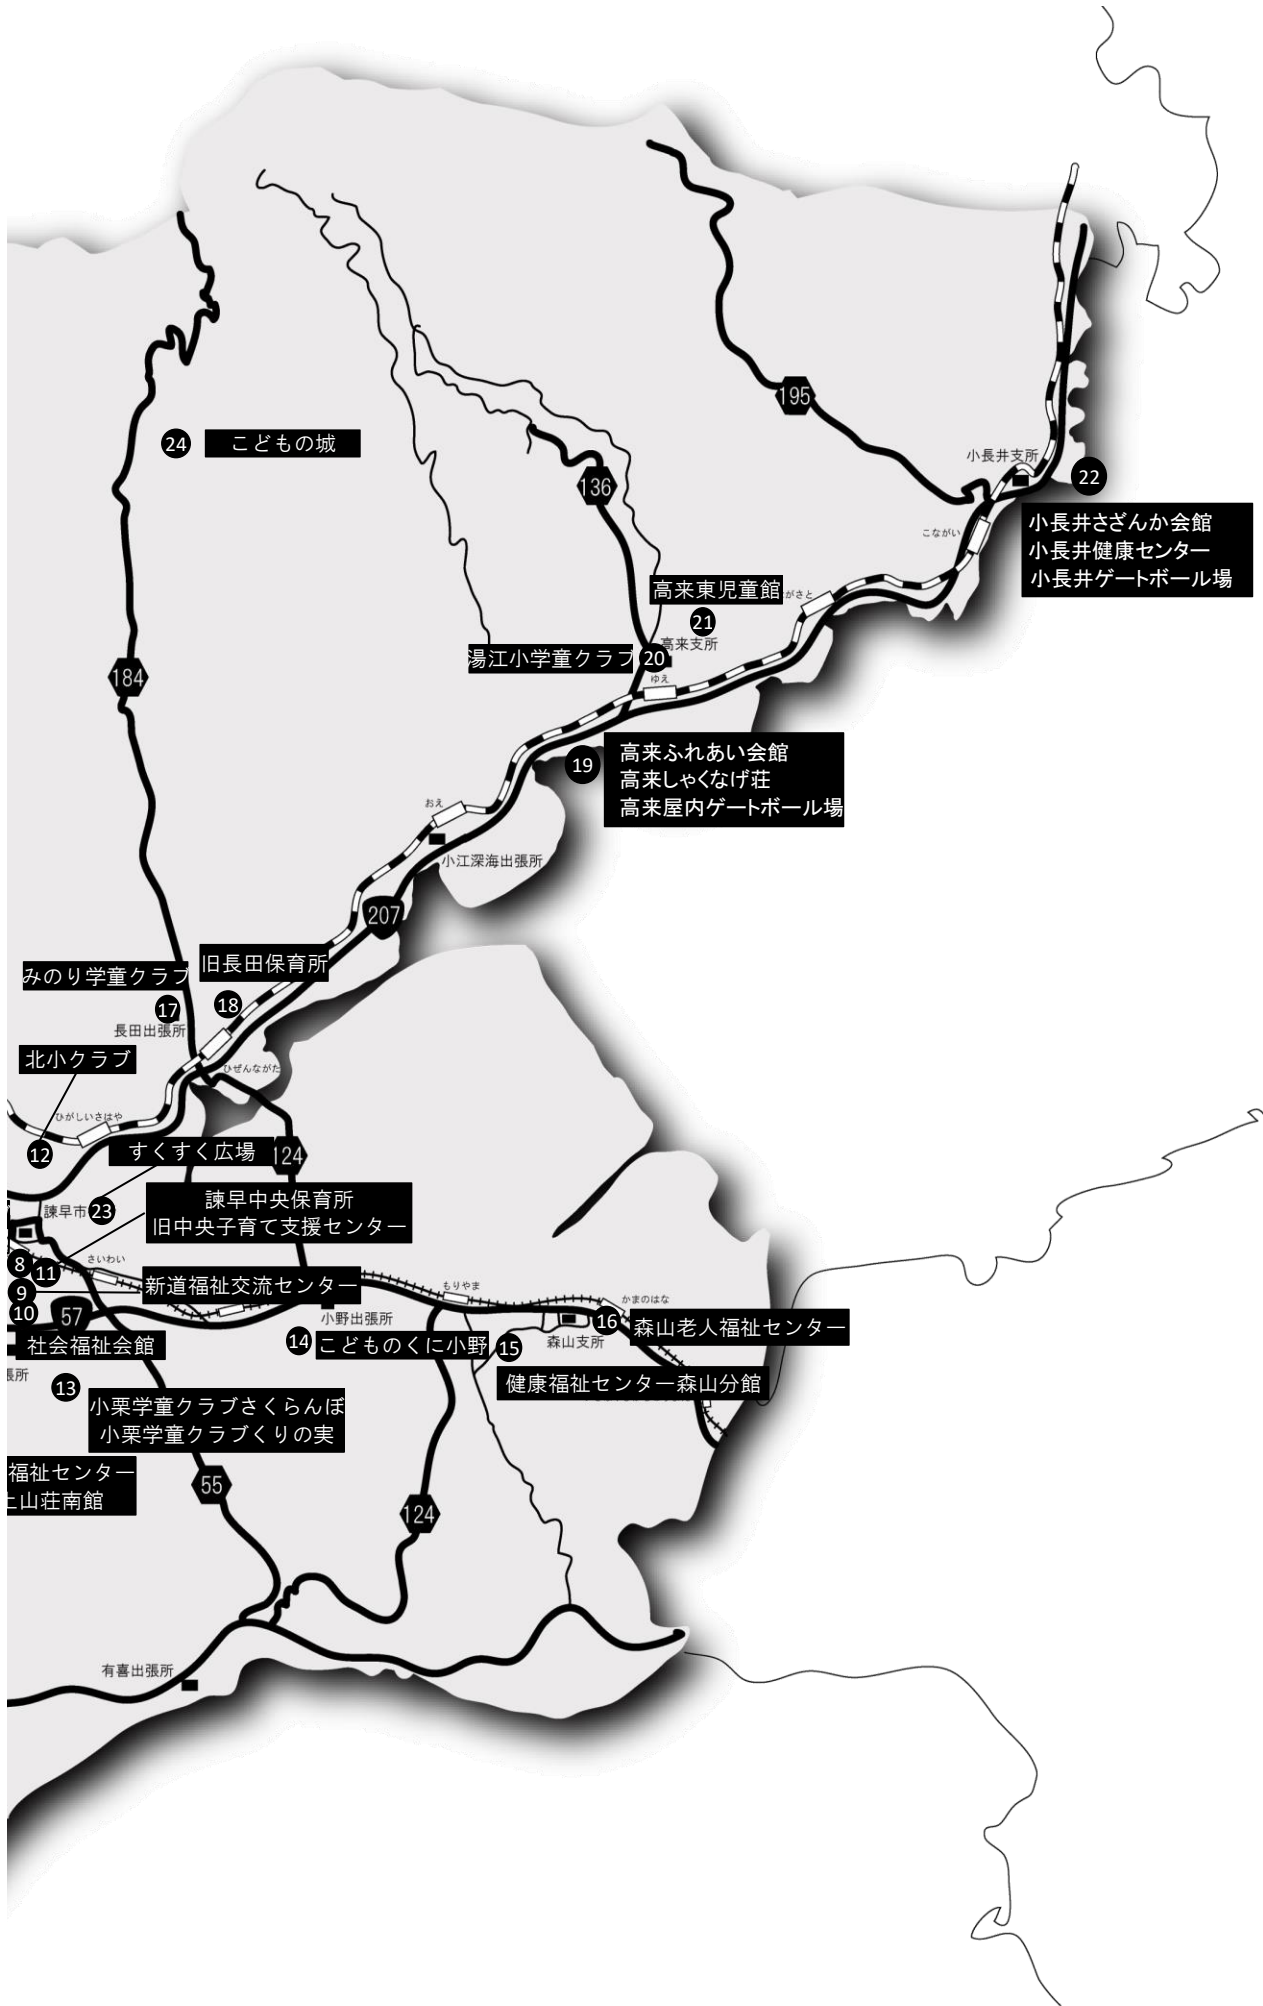 195
24
こどもの城
小長井支所
22
136
小長井さざんか会館
小長井健康センター
小長井ゲートボール場
こながい
高来東児童館
がさと
21
高来支所
湯江小学童クラブ
20
184
ゆえ
高来ふれあい会館
高来しゃくなげ荘
高来屋内ゲートボール場
19
おえ
小江深海出張所
207
旧長田保育所
みのり学童クラブ
18
17
長田出張所
北小クラブ
ひぜんながた
ひがしいさはや
12
すくすく広場
124
諫早中央保育所
旧中央子育て支援センター
諫早市
23
さいわい
8
11
新道福祉交流センター
もりやま
9
かまのはな
10
57
小野出張所
14
こどものくに小野
15
森山支所
16
森山老人福祉センター
社会福祉会館
張所
13
健康福祉センター森山分館
小栗学童クラブさくらんぼ
小栗学童クラブくりの実
福祉センター
山荘南館
55
124
有喜出張所